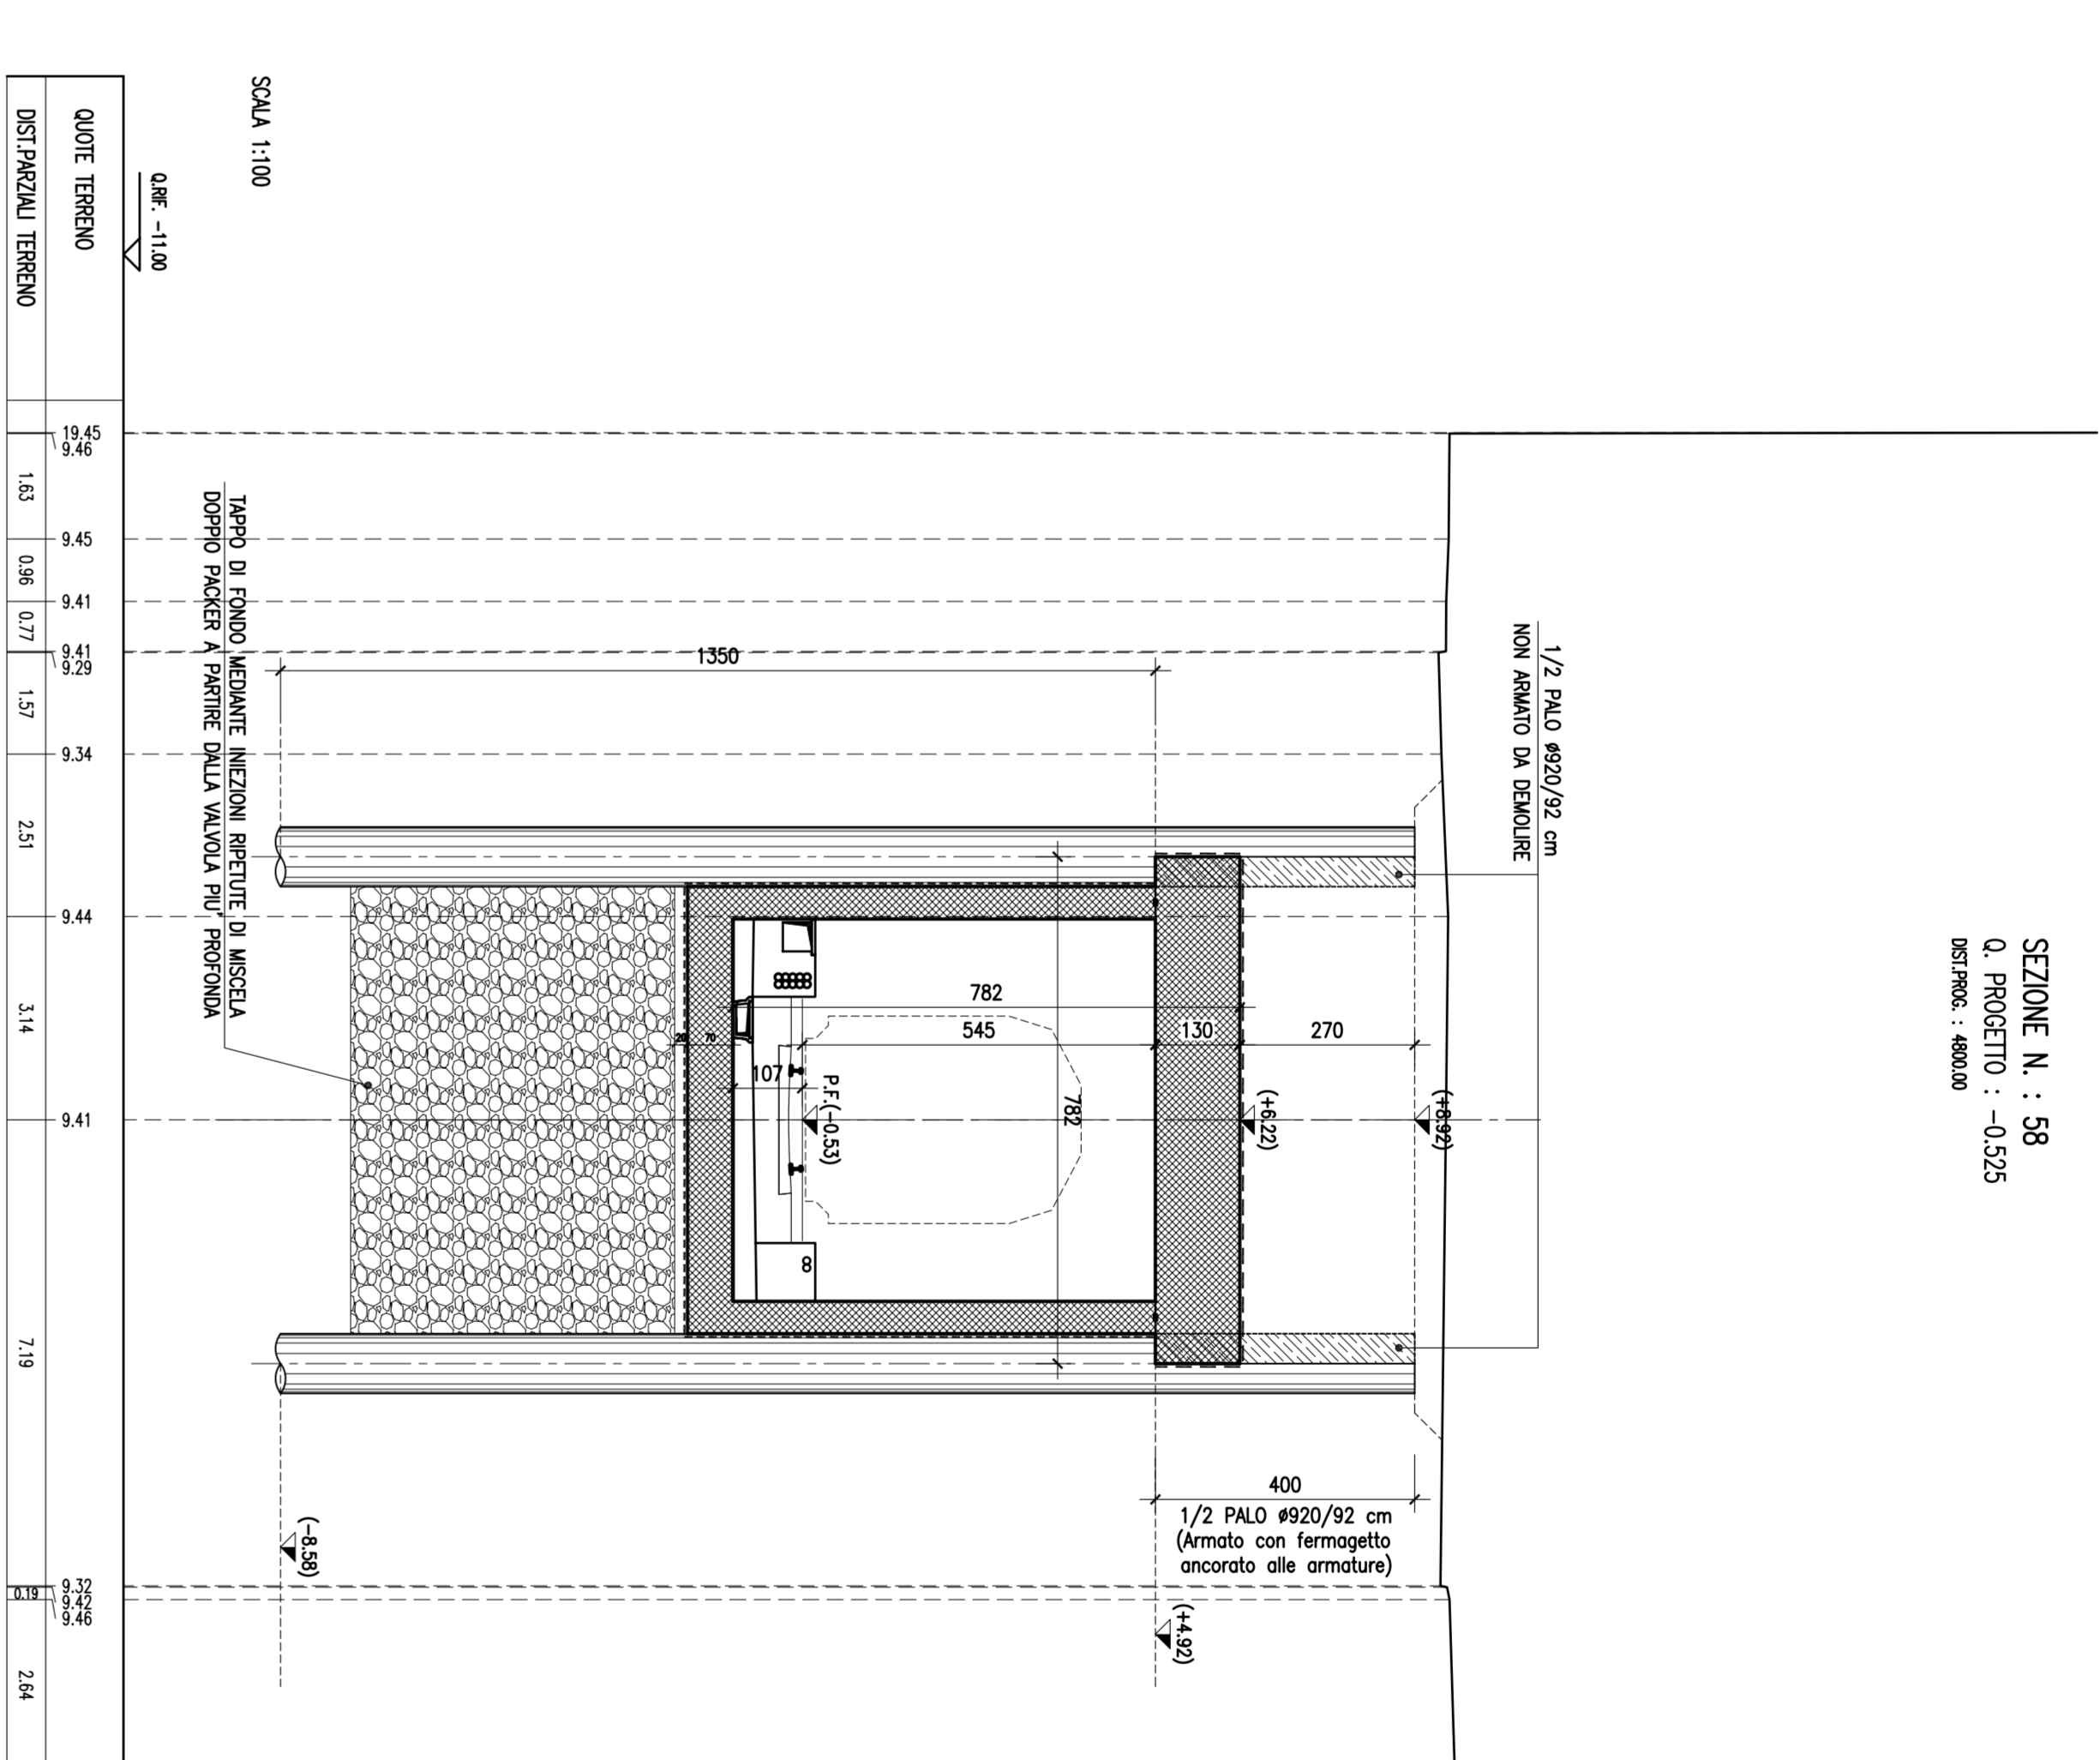 SEZIONE N. : 58
Q. PROGETTO : -0.525
DIST.PROG. : 4800.00
1/2 PALO ø920/92 cm
NON ARMATO DA DEMOLIRE
(+8.92)
(+6.22)
270
130
545
782
782
1350
P.F.(-0.53)
107
70
20
8
400
1/2 PALO ø920/92 cm
(Armato con fermagetto
ancorato alle armature)
(+4.92)
(-8.58)
TAPPO DI FONDO MEDIANTE INIEZIONI RIPETUTE DI MISCELA
DOPPIO PACKER A PARTIRE DALLA VALVOLA PIU' PROFONDA
SCALA 1:100
Q.RIF. -11.00
QUOTE TERRENO
19.45
9.46
9.45
9.41
9.41
9.29
9.34
9.44
9.41
9.32
9.42
9.46
DIST.PARZIALI TERRENO
1.63
0.96
0.77
1.57
2.51
3.14
7.19
0.19
2.64